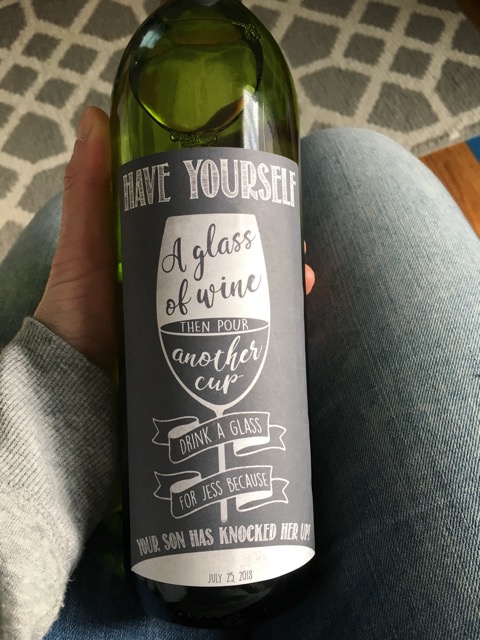 HAVE YOURSELF
A glass
of wine
THEN POUR
another
cup
DRINK A GLASS
FOR JESS BECAUSE
YOUR SON HAS KNOCKED HER UP!
JULY 25, 2018